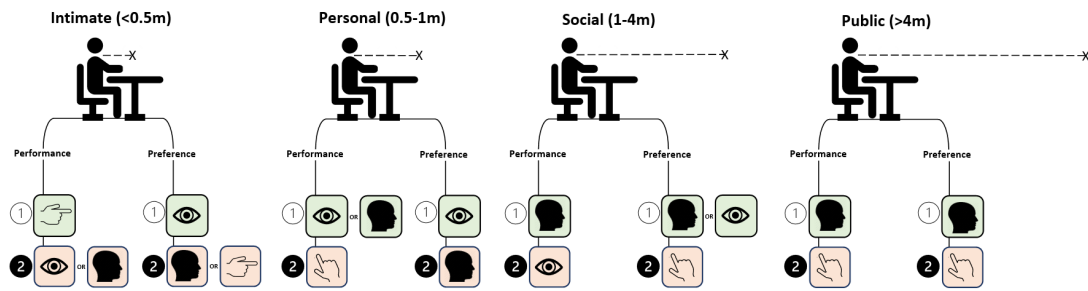 Intimate (<0.5m)
Personal (0.5-1m)
Social (1-4m)
Public (>4m)
X
X
X
X
Performance
Preference
Performance
Preference
Performance
Preference
Performance
Preference
1
1
1 OR
1
1
1 OR
1
1
2 OR
2 OR
2
2
2
2
2
2